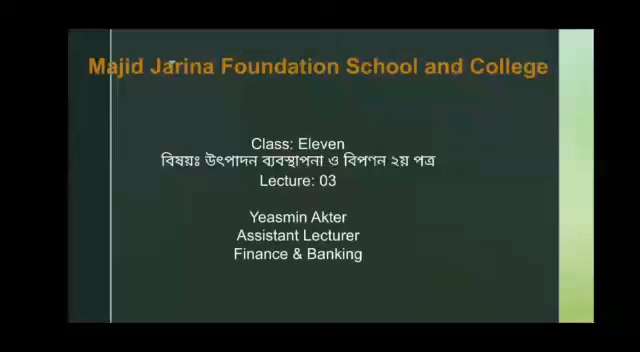 Majid Jarina Foundation School and College
Class: Eleven
বিষয়ঃ উৎপাদন ব্যবস্থাপনা ও বিপণন ২য় পত্র
Lecture: 03
Yeasmin Akter
Assistant Lecturer
Finance & Banking